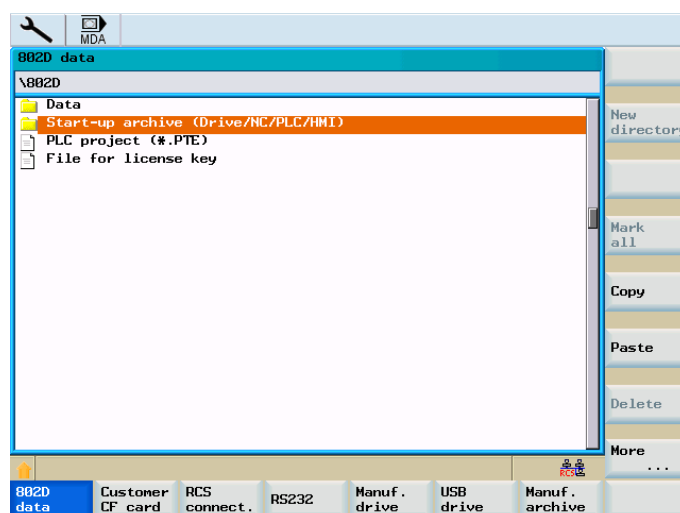 MDA
802D data
\802D
Data
Start-up archive (Drive/NC/PLC/HMI)
PLC project (*.PTE)
File for license key
New
director
Mark
all
Copy
Paste
Delete
More
...
RCS
802D
data
Customer
CF card
RCS
connect.
RS232
Manuf.
drive
USB
drive
Manuf.
archive